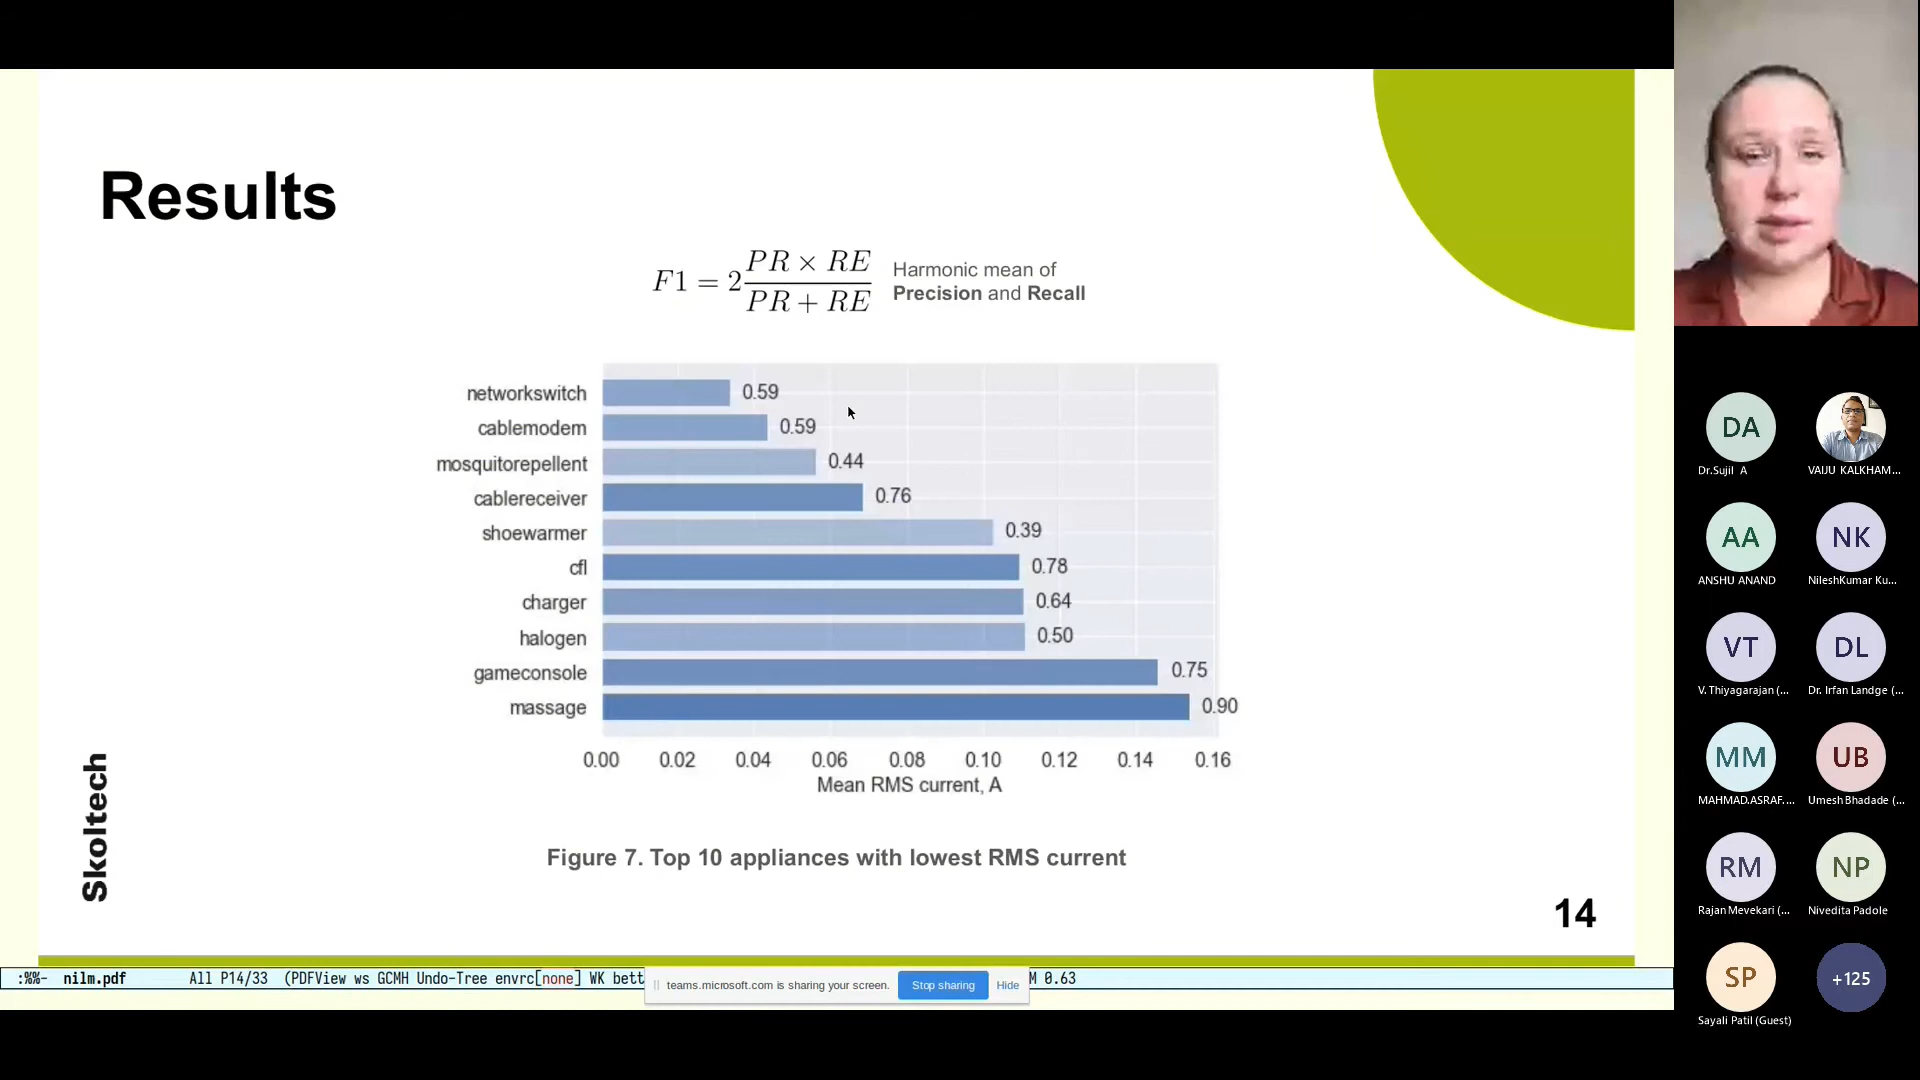 Results
F1 = 2 PR × RE / PR + RE
Harmonic mean of
Precision and Recall
networkswitch 0.59
cablemodem 0.59
mosquitorepellent 0.44
cablereceiver 0.76
shoewarmer 0.39
cfl 0.78
charger 0.64
halogen 0.50
gameconsole 0.75
massage 0.90
0.00 0.02 0.04 0.06 0.08 0.10 0.12 0.14 0.16
Mean RMS current, A
Figure 7. Top 10 appliances with lowest RMS current
Skoltech
14
:%%- nilm.pdf All P14/33 (PDFView ws GCMH Undo-Tree envrc[none] WK bett
M 0.63
teams.microsoft.com is sharing your screen. Stop sharing Hide
DA
Dr.Sujil A
VAIJU KALKHAM...
AA
ANSHU ANAND
NK
NileshKumar Ku...
VT
V. Thiyagarajan (...
DL
Dr. Irfan Landge (...
MM
MAHMAD.ASRAF....
UB
Umesh Bhadade (...
RM
Rajan Mevekari (...
NP
Nivedita Padole
SP
Sayali Patil (Guest)
+125